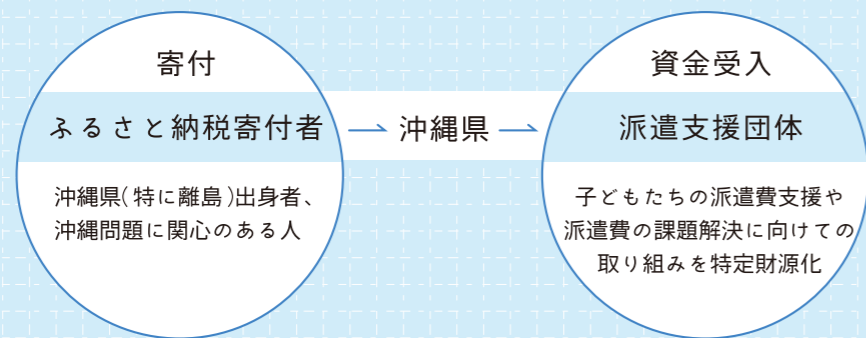 寄付
ふるさと納税寄付者
沖縄県(特に離島)出身者、
沖縄問題に関心のある人
→ 沖縄県 →
資金受入
派遣支援団体
子どもたちの派遣費支援や
派遣費の課題解決に向けての
取り組みを特定財源化